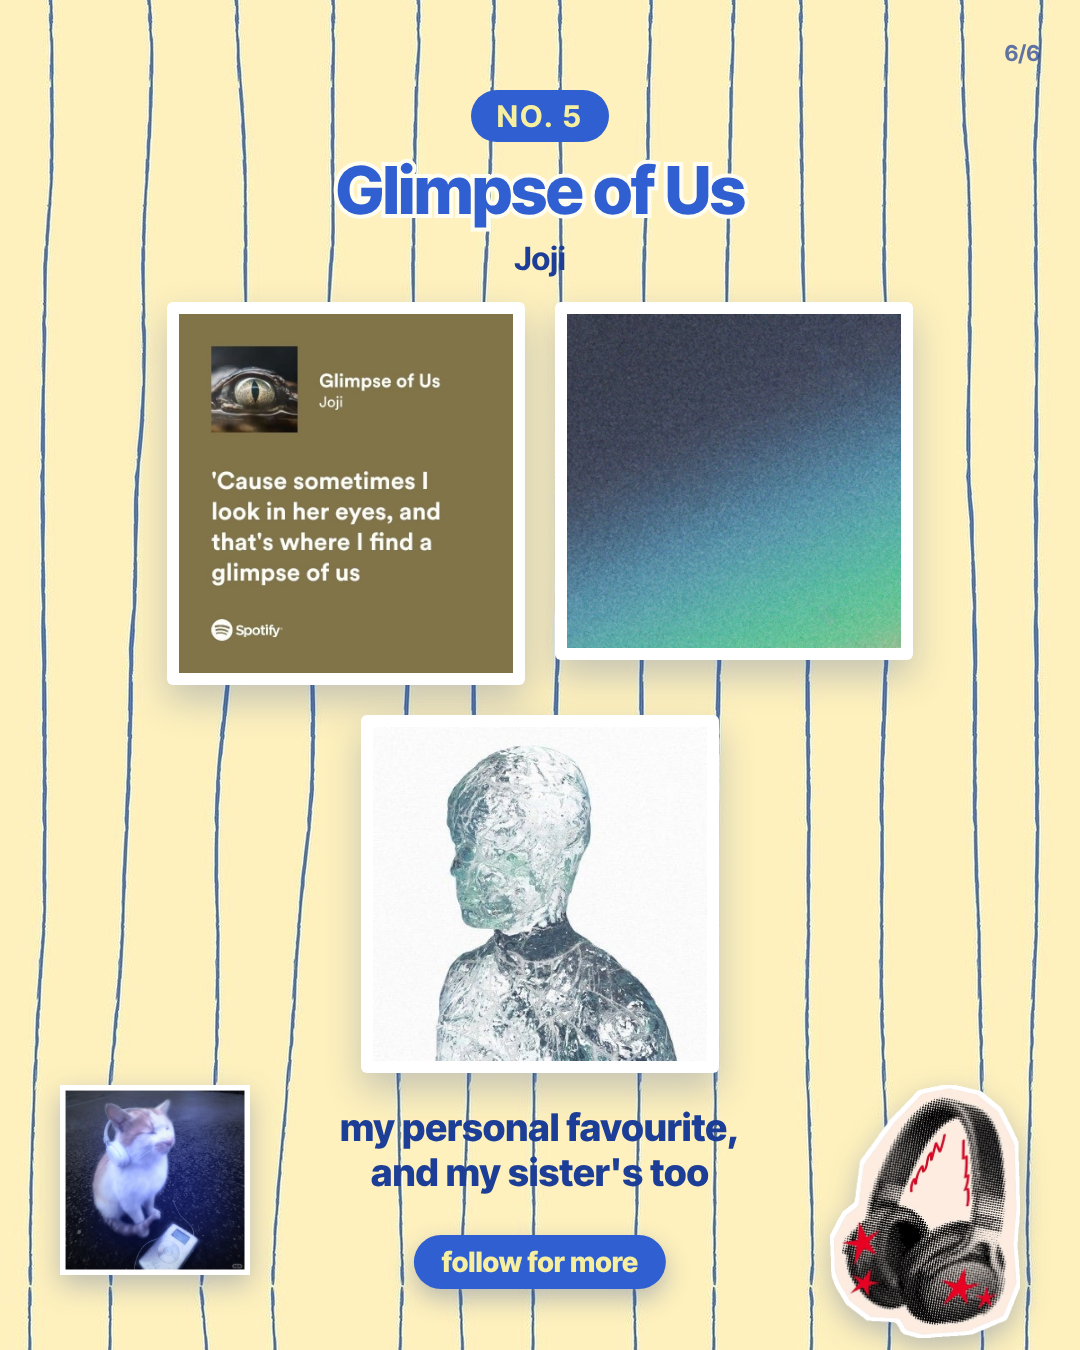 6/6
NO. 5
Glimpse of Us
Joji
Glimpse of Us
Joji
'Cause sometimes I
look in her eyes, and
that's where I find a
glimpse of us
Spotify
my personal favourite,
and my sister's too
follow for more